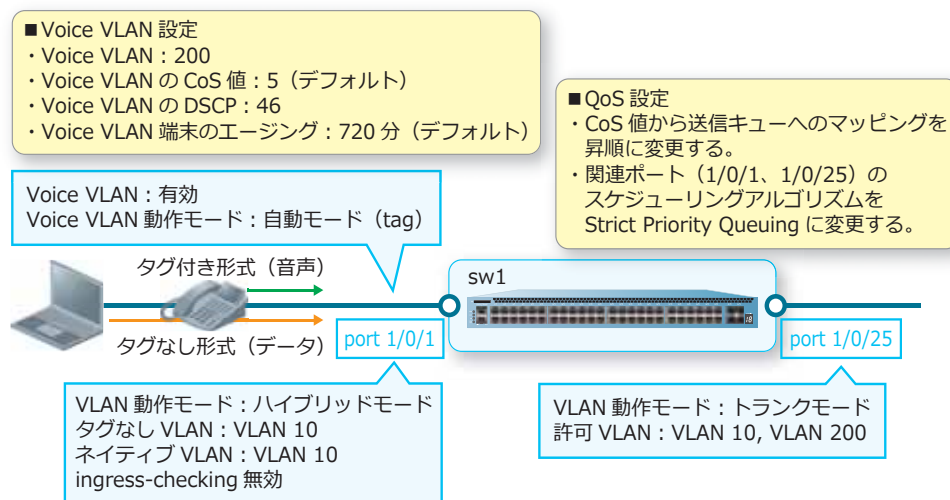 ■Voice VLAN 設定
・Voice VLAN：200
・Voice VLAN の CoS 値：5（デフォルト）
・Voice VLAN の DSCP：46
・Voice VLAN 端末のエージング：720 分（デフォルト）
■QoS 設定
・CoS 値から送信キューへのマッピングを
昇順に変更する。
・関連ポート（1/0/1、1/0/25）の
スケジューリングアルゴリズムを
Strict Priority Queuing に変更する。
Voice VLAN：有効
Voice VLAN 動作モード：自動モード（tag）
タグ付き形式（音声）
sw1
タグなし形式（データ）
port 1/0/1
port 1/0/25
VLAN 動作モード：ハイブリッドモード
タグなし VLAN：VLAN 10
ネイティブ VLAN：VLAN 10
ingress-checking 無効
VLAN 動作モード：トランクモード
許可 VLAN：VLAN 10, VLAN 200